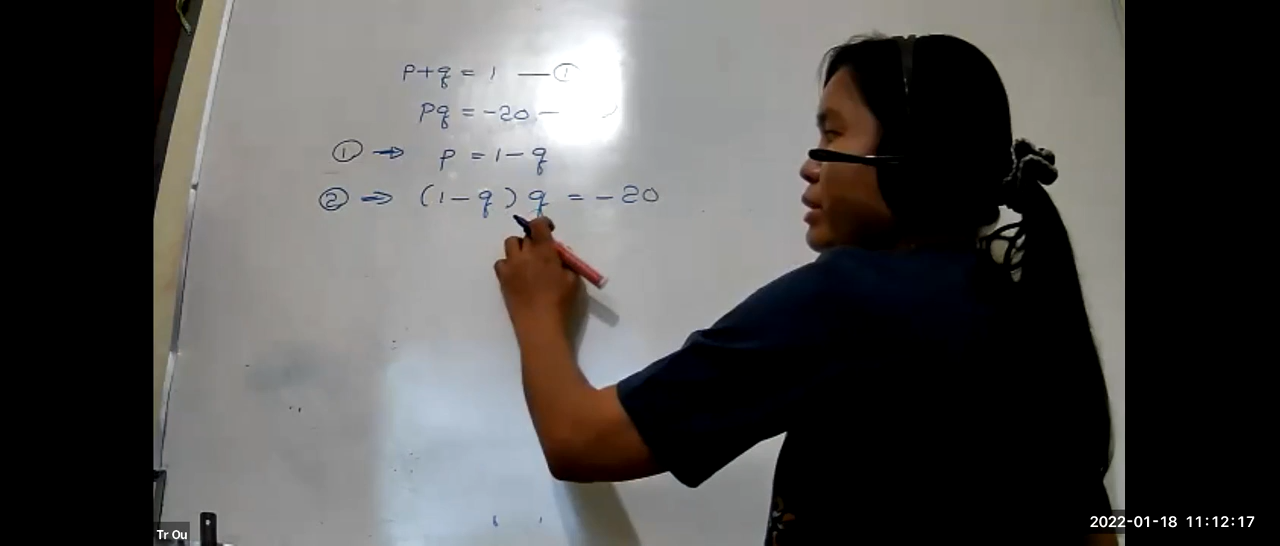 p+q = 1 — ①
pq = -20 —
① → p = 1-q
② ⇒ (1-q) q = -20
Tr Ou
2022-01-18 11:12:17